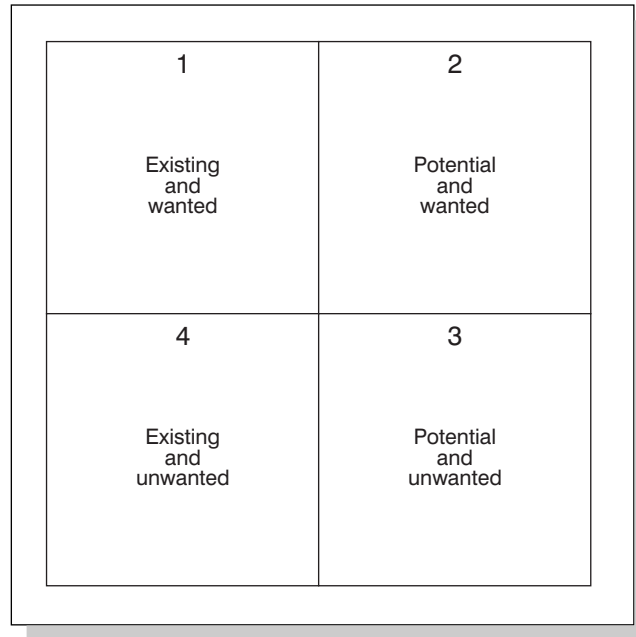 1
Existing
and
wanted
2
Potential
and
wanted
4
Existing
and
unwanted
3
Potential
and
unwanted